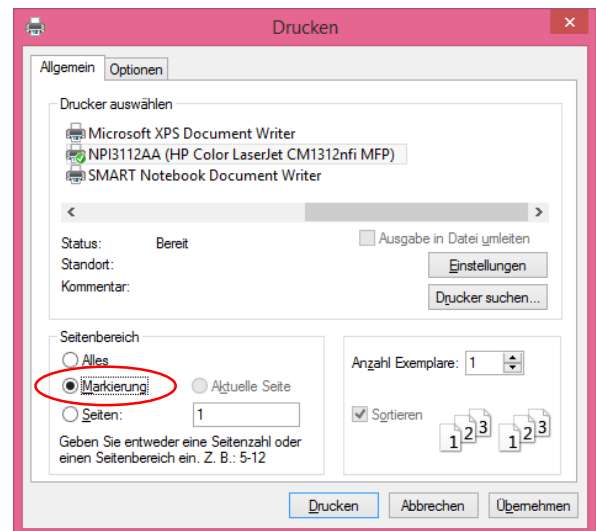 Drucken
Allgemein Optionen
Drucker auswählen
Microsoft XPS Document Writer
NPI3112AA (HP Color LaserJet CM1312nfi MFP)
SMART Notebook Document Writer
Status: Bereit
Ausgabe in Datei umleiten
Standort:
Einstellungen
Kommentar:
Drucker suchen...
Seitenbereich
Alles
Markierung Aktuelle Seite
Seiten: 1
Geben Sie entweder eine Seitenzahl oder
einen Seitenbereich ein. Z. B.: 5-12
Anzahl Exemplare: 1
Sortieren
1 2 3 1 2 3
Drucken Abbrechen Übernehmen